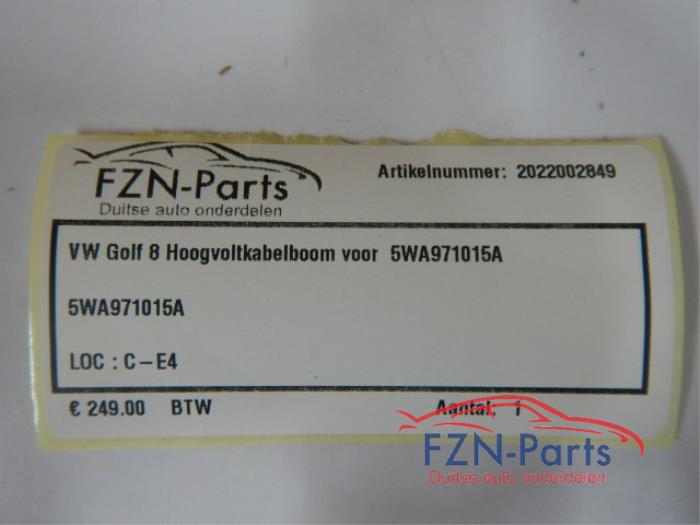 FZN-Parts
Duitse auto onderdelen
Artikelnummer: 2022002849
VW Golf 8 Hoogvoltkabelboom voor 5WA971015A
5WA971015A
LOC : C-E4
€ 249.00 BTW
Aantal: 1
FZN-Parts
Duitse auto onderdelen